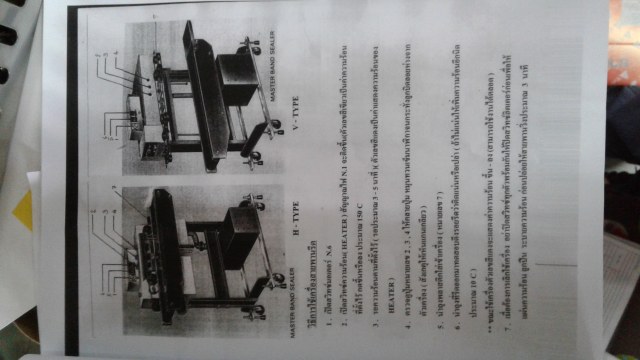 MASTER BAND SEALER
H - TYPE
V - TYPE
MASTER BAND SEALER
วิธีการใช้เครื่องสายพานรีด
1 . เปิดสวิทซ์มอเตอร์ N.6
2 . เปิดสวิทซ์ความร้อน( HEATER ) สัญญาณไฟ N.1 จะติดขึ้น(ตัวเลขสีเขียวเป็นค่าความร้อน
ที่ตั้งไว้ กดขึ้นหรือลง ประมาณ 150 C
3 . รอความร้อนตามที่ตั้งไว้ ( รอประมาณ 3 - 5 นาที )( ตัวเลขสีแดงเป็นค่าแสดงความร้อนของ
HEATER )
4 . ตรวจดูปุ่มหมายเลข 2 , 3 , 4 ให้คลายปุ่ม หมุนทวนเข็มนาฬิกาจนกระทั่งลูกบิดลอยห่างจาก
ตัวเครื่อง ( สังเกตุให้เห็นแกนเกลียว )
5 . นำถุงพลาสติกใส่เข้าเครื่อง ( หมายเลข 7 )
6 . นำถุงที่รีดออกมาทดสอบดึงรอยรีดว่าติดแน่นหรือเปล่า ( ถ้าไม่แน่นให้เพิ่มความร้อนอีกนิด
ประมาณ 10 C )
** ขณะใช้เครื่องตัวเลขสีแดงจะแสดงค่าความร้อน ขึ้น - ลง (สามารถใช้งานได้ตลอด )
7 . เมื่อต้องการเลิกใช้เครื่อง อย่าปิดสวิทซ์ทุกตัวพร้อมกันให้ปิดสวิทซ์ฮีตเตอร์ก่อนเพื่อให้
แผ่นความร้อน ลูกปืน ระบายความร้อน ก่อนปล่อยให้สายพานวิ่งประมาณ 3 นาที